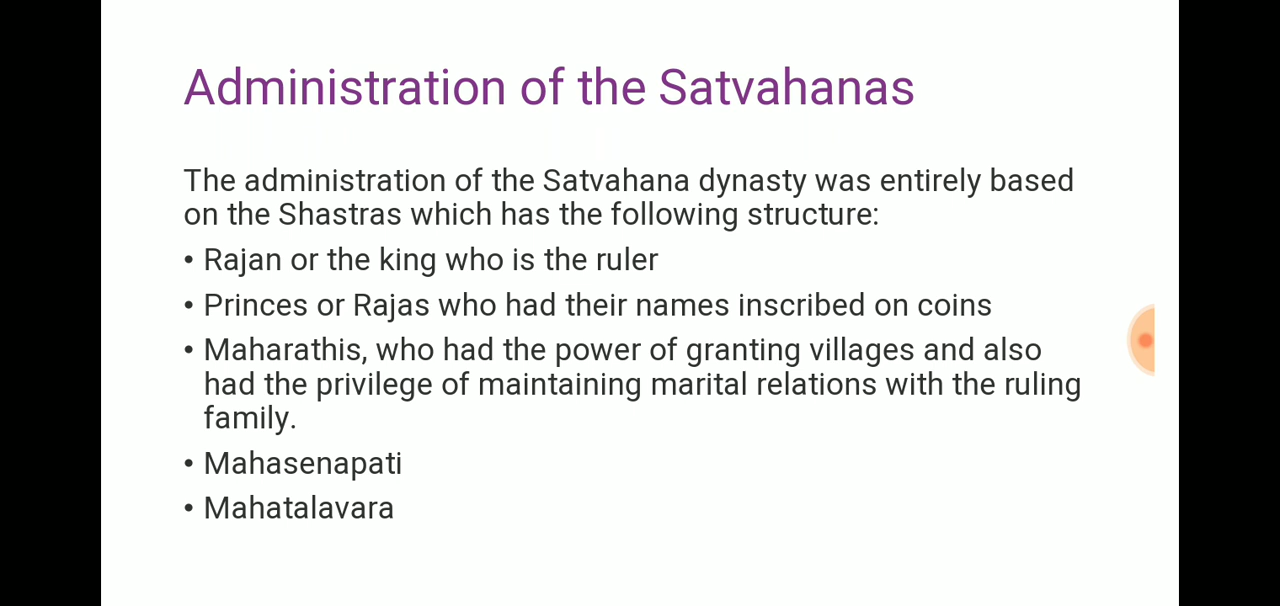 Administration of the Satvahanas
The administration of the Satvahana dynasty was entirely based
on the Shastras which has the following structure:
• Rajan or the king who is the ruler
• Princes or Rajas who had their names inscribed on coins
• Maharathis, who had the power of granting villages and also
had the privilege of maintaining marital relations with the ruling
family.
• Mahasenapati
• Mahatalavara